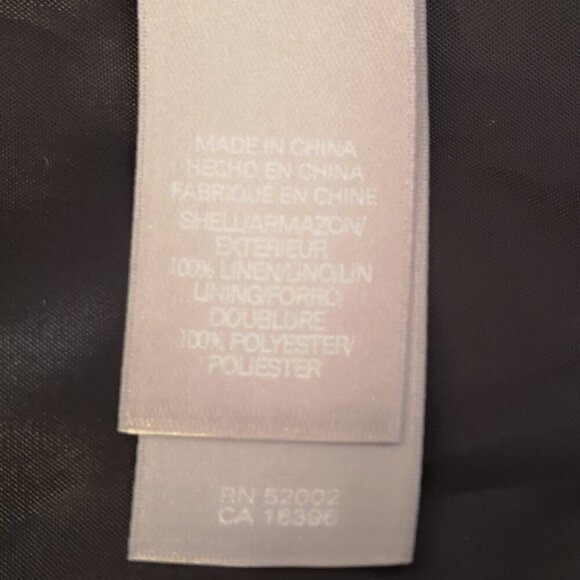 MADE IN CHINA
HECHO EN CHINA
FABRIQUE EN CHINE
SHELL/ARMAZON/
EXTERIEUR
100% LINEN/LINO/LIN
LINING/FORRO/
DOUBLURE
100% POLYESTER/
POLIESTER
RN 52002
CA 16396